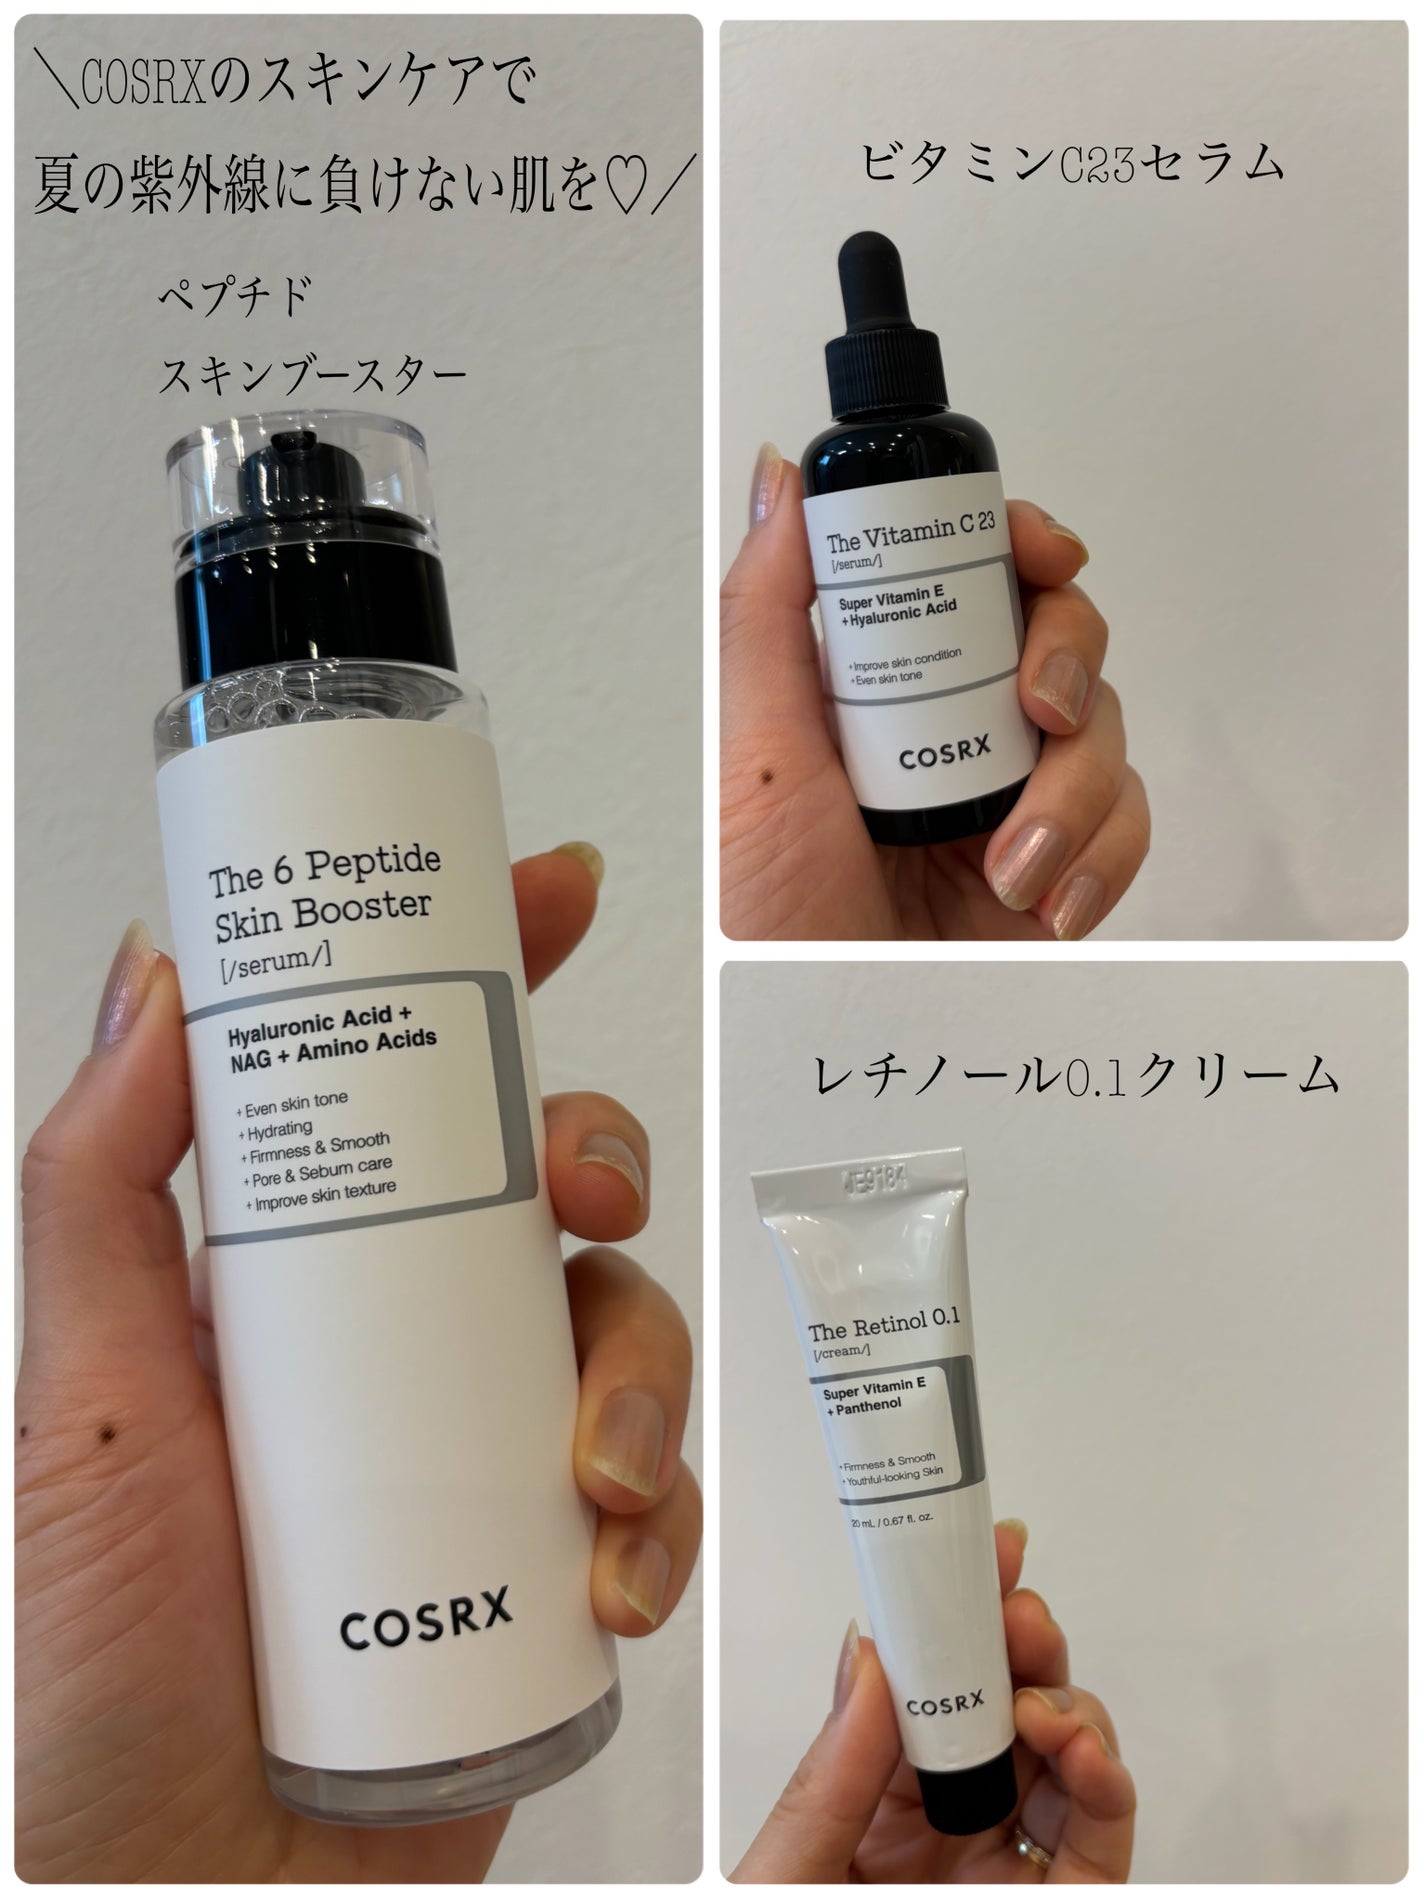 ＼COSRXのスキンケアで
夏の紫外線に負けない肌を♡／
ペプチド
スキンブースター
The 6 Peptide
Skin Booster
[/serum/]
Hyaluronic Acid +
NAG + Amino Acids
+ Even skin tone
+ Hydrating
+ Firmness & Smooth
+ Pore & Sebum care
+ Improve skin texture
COSRX
ビタミンC23セラム
The Vitamin C 23
[/serum/]
Super Vitamin E
+ Hyaluronic Acid
+ Improve skin condition
+ Even skin tone
COSRX
レチノール0.1クリーム
The Retinol 0.1
[/cream/]
Super Vitamin E
+ Panthenol
+ Firmness & Smooth
+ Youthful-looking Skin
20 mL / 0.67 fl. oz.
COSRX